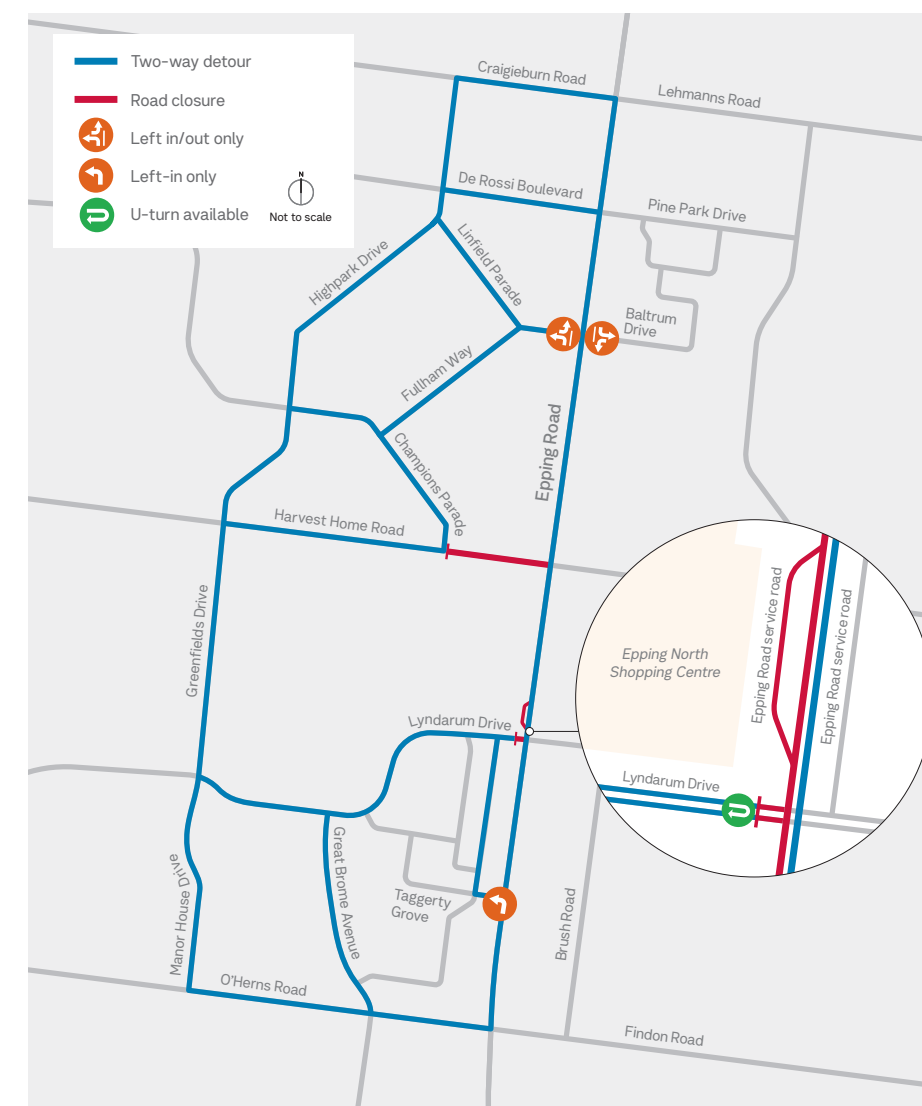 Two-way detour
Road closure
Left in/out only
Left-in only
U-turn available
N
Not to scale
Craigieburn Road
Lehmanns Road
De Rossi Boulevard
Pine Park Drive
Linfield Parade
Highpark Drive
Baltrum
Drive
Fullham Way
Epping Road
Champions Parade
Harvest Home Road
Greenfields Drive
Epping Road service road
Epping Road service road
Epping North
Shopping Centre
Lyndarum Drive
Lyndarum Drive
Great Brome Avenue
Manor House Drive
Taggerty
Grove
Brush Road
O'Herns Road
Findon Road